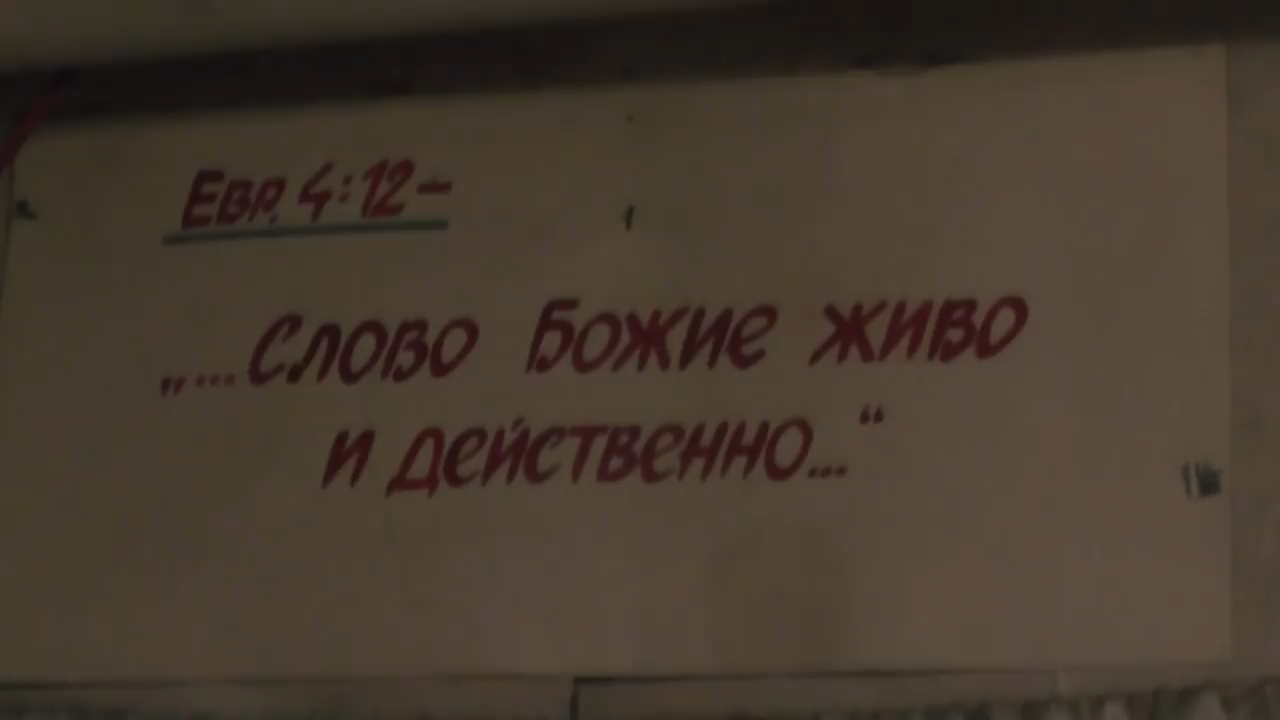 Евр. 4:12–
„...Слово Божие живо
и действенно...“